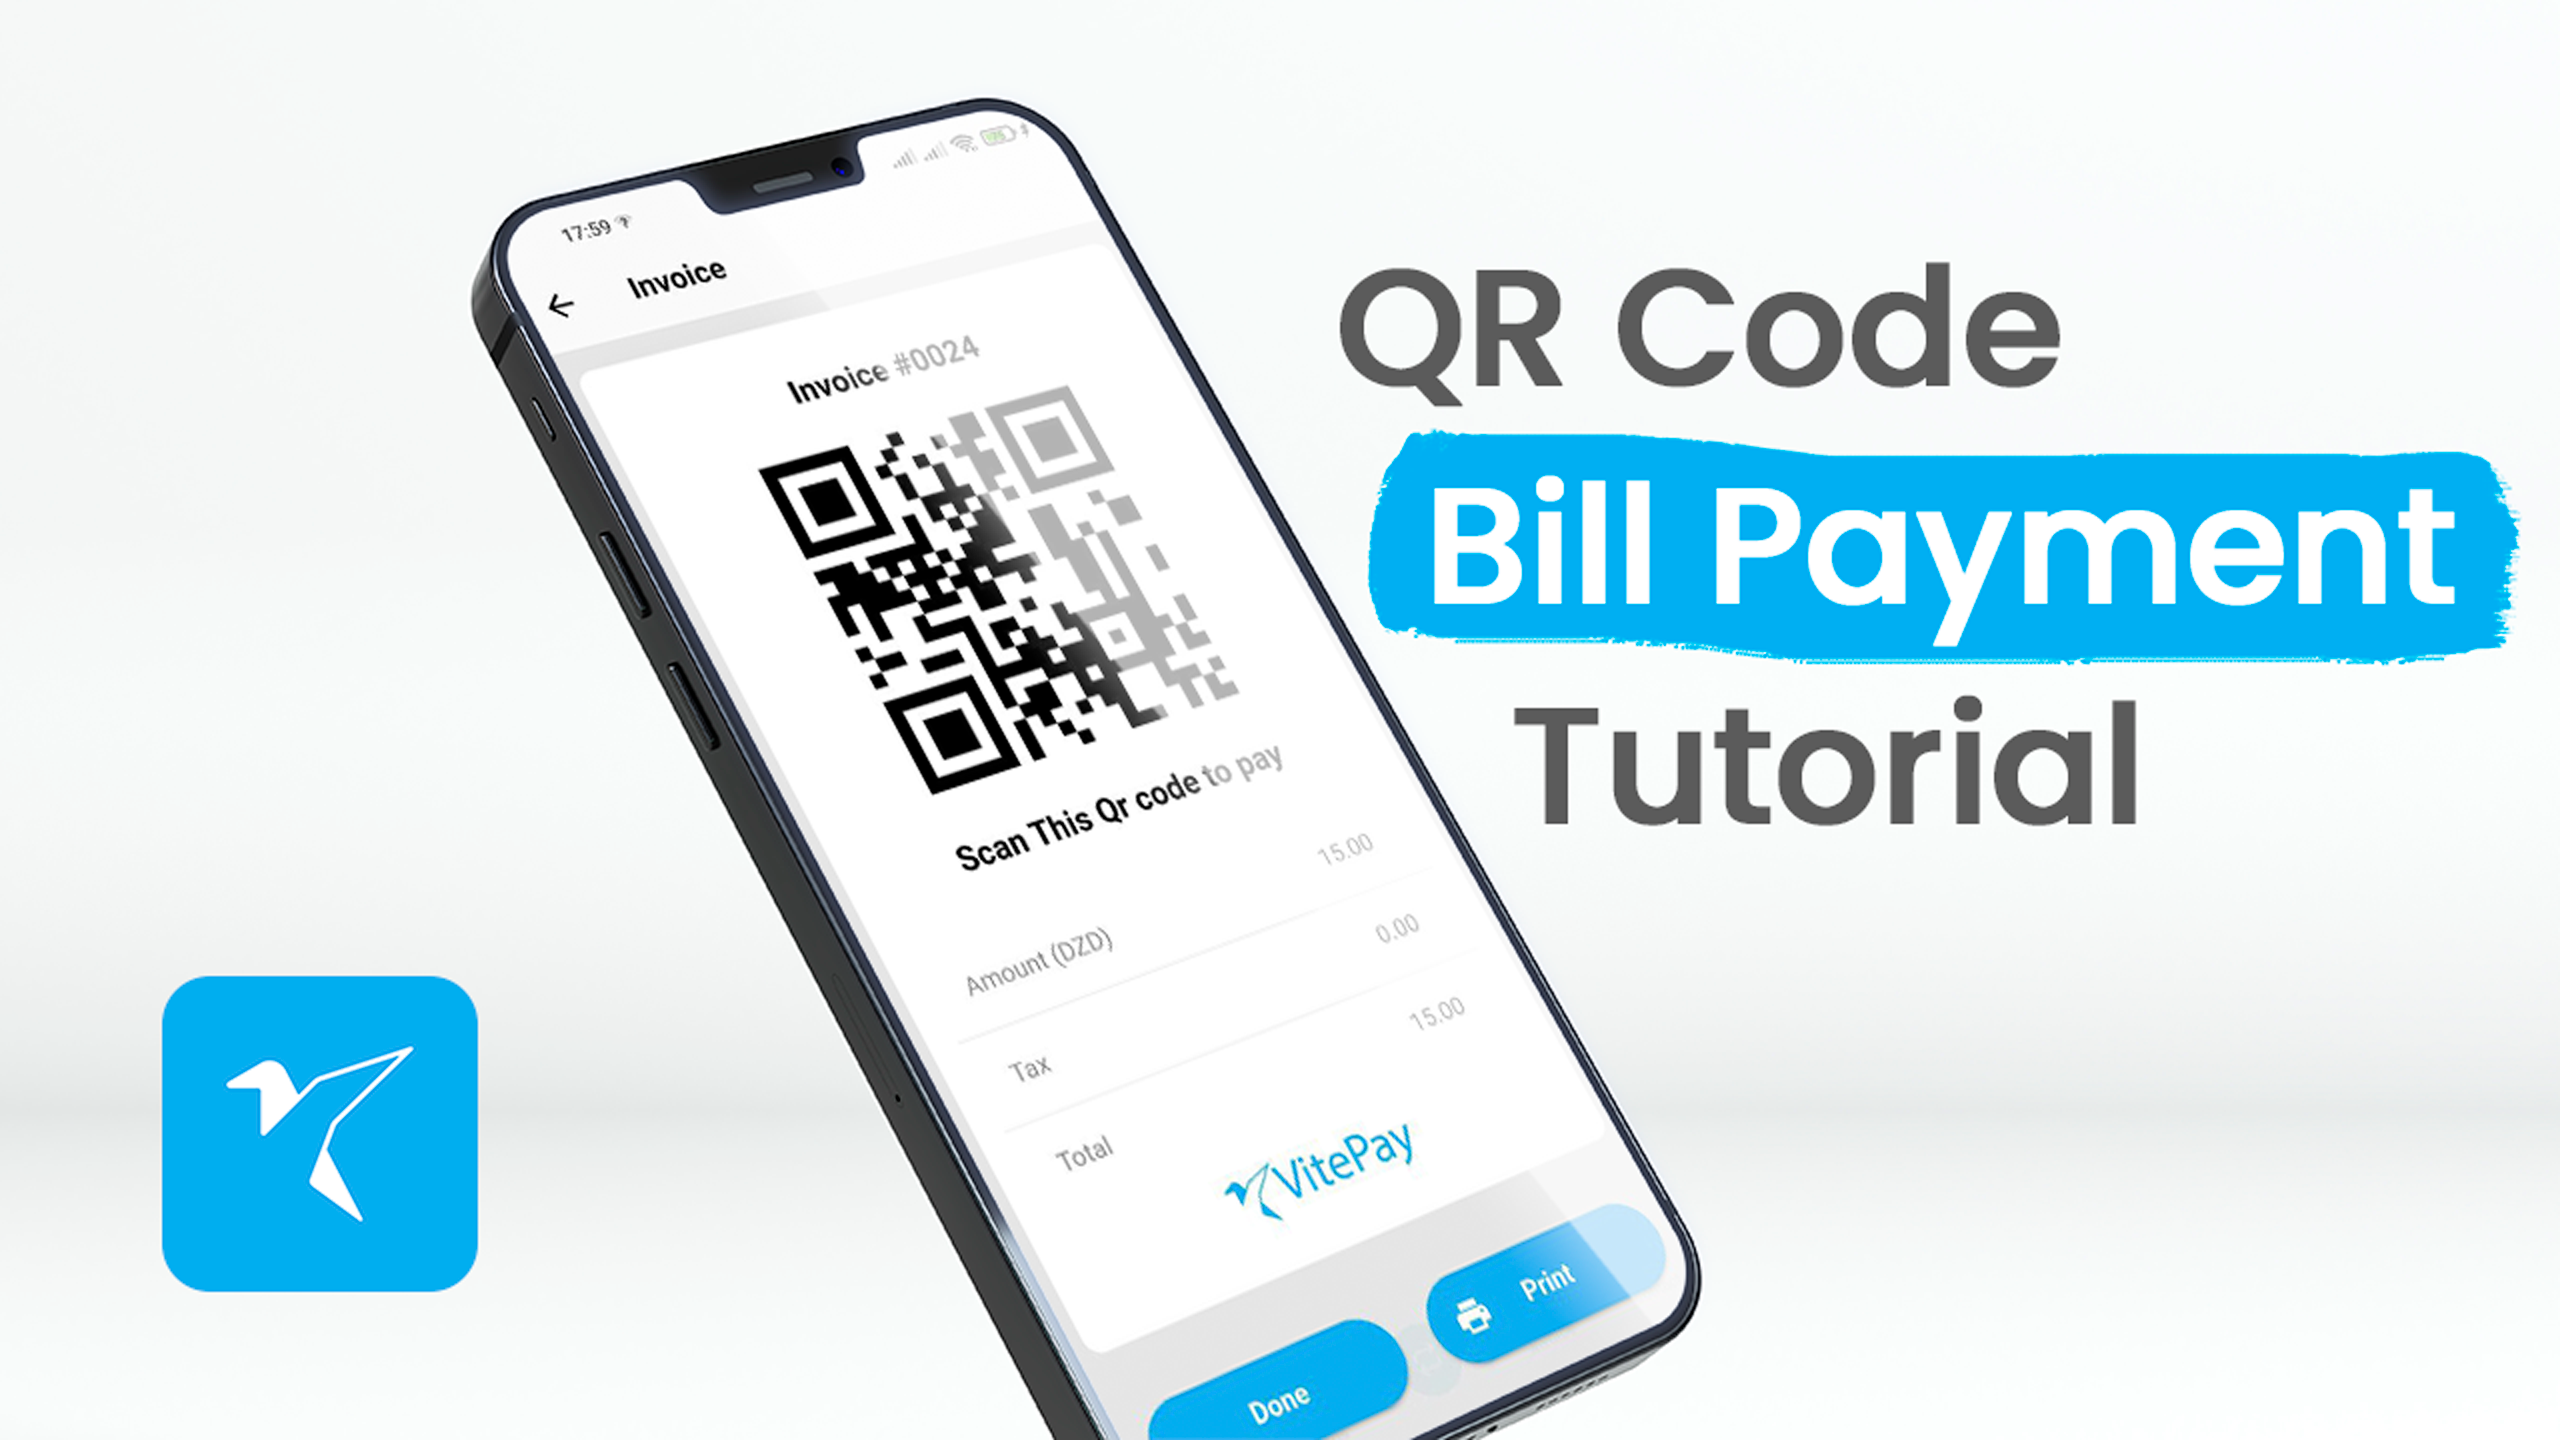 17:59
Invoice
Invoice #0024
Scan This Qr code to pay
Amount (DZD) 15.00
Tax 0.00
Total 15.00
VitePay
Done
Print
QR Code
Bill Payment
Tutorial